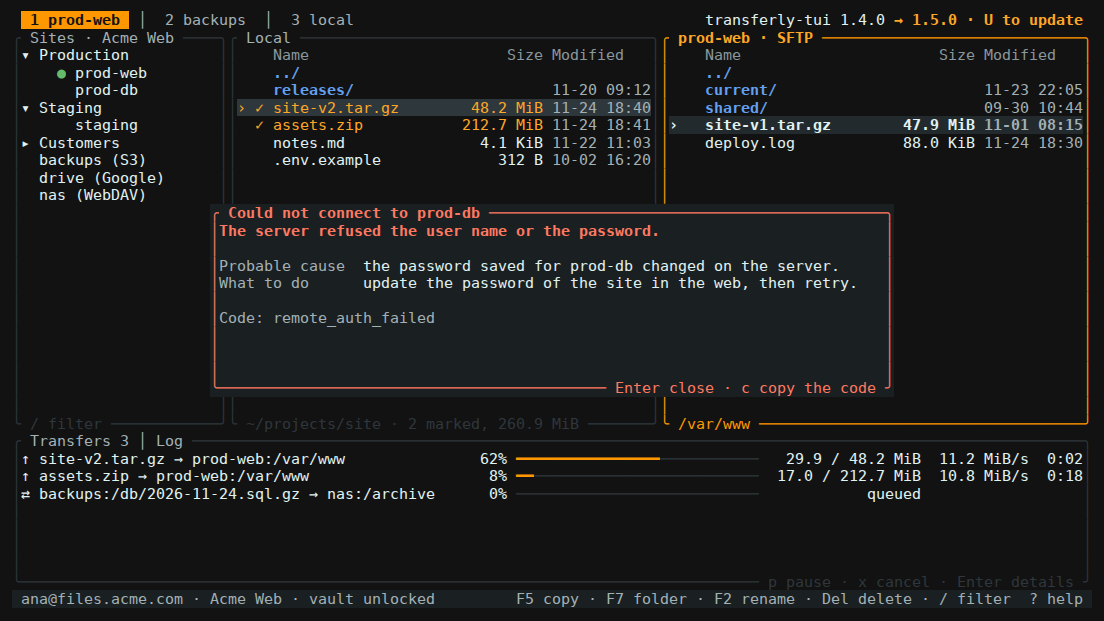 1 prod-web │ 2 backups │ 3 local transferly-tui 1.4.0 → 1.5.0 · U to update
Sites · Acme Web
▾ Production
● prod-web
prod-db
▾ Staging
staging
▸ Customers
backups (S3)
drive (Google)
nas (WebDAV)
/ filter
Local
Name Size Modified
../
releases/ 11-20 09:12
› ✓ site-v2.tar.gz 48.2 MiB 11-24 18:40
✓ assets.zip 212.7 MiB 11-24 18:41
notes.md 4.1 KiB 11-22 11:03
.env.example 312 B 10-02 16:20
~/projects/site · 2 marked, 260.9 MiB
prod-web · SFTP
Name Size Modified
../
current/ 11-23 22:05
shared/ 09-30 10:44
› site-v1.tar.gz 47.9 MiB 11-01 08:15
deploy.log 88.0 KiB 11-24 18:30
/var/www
Could not connect to prod-db
The server refused the user name or the password.
Probable cause the password saved for prod-db changed on the server.
What to do update the password of the site in the web, then retry.
Code: remote_auth_failed
Enter close · c copy the code
Transfers 3 │ Log
↑ site-v2.tar.gz → prod-web:/var/www 62% 29.9 / 48.2 MiB 11.2 MiB/s 0:02
↑ assets.zip → prod-web:/var/www 8% 17.0 / 212.7 MiB 10.8 MiB/s 0:18
⇄ backups:/db/2026-11-24.sql.gz → nas:/archive 0% queued
p pause · x cancel · Enter details
ana@files.acme.com · Acme Web · vault unlocked F5 copy · F7 folder · F2 rename · Del delete · / filter ? help